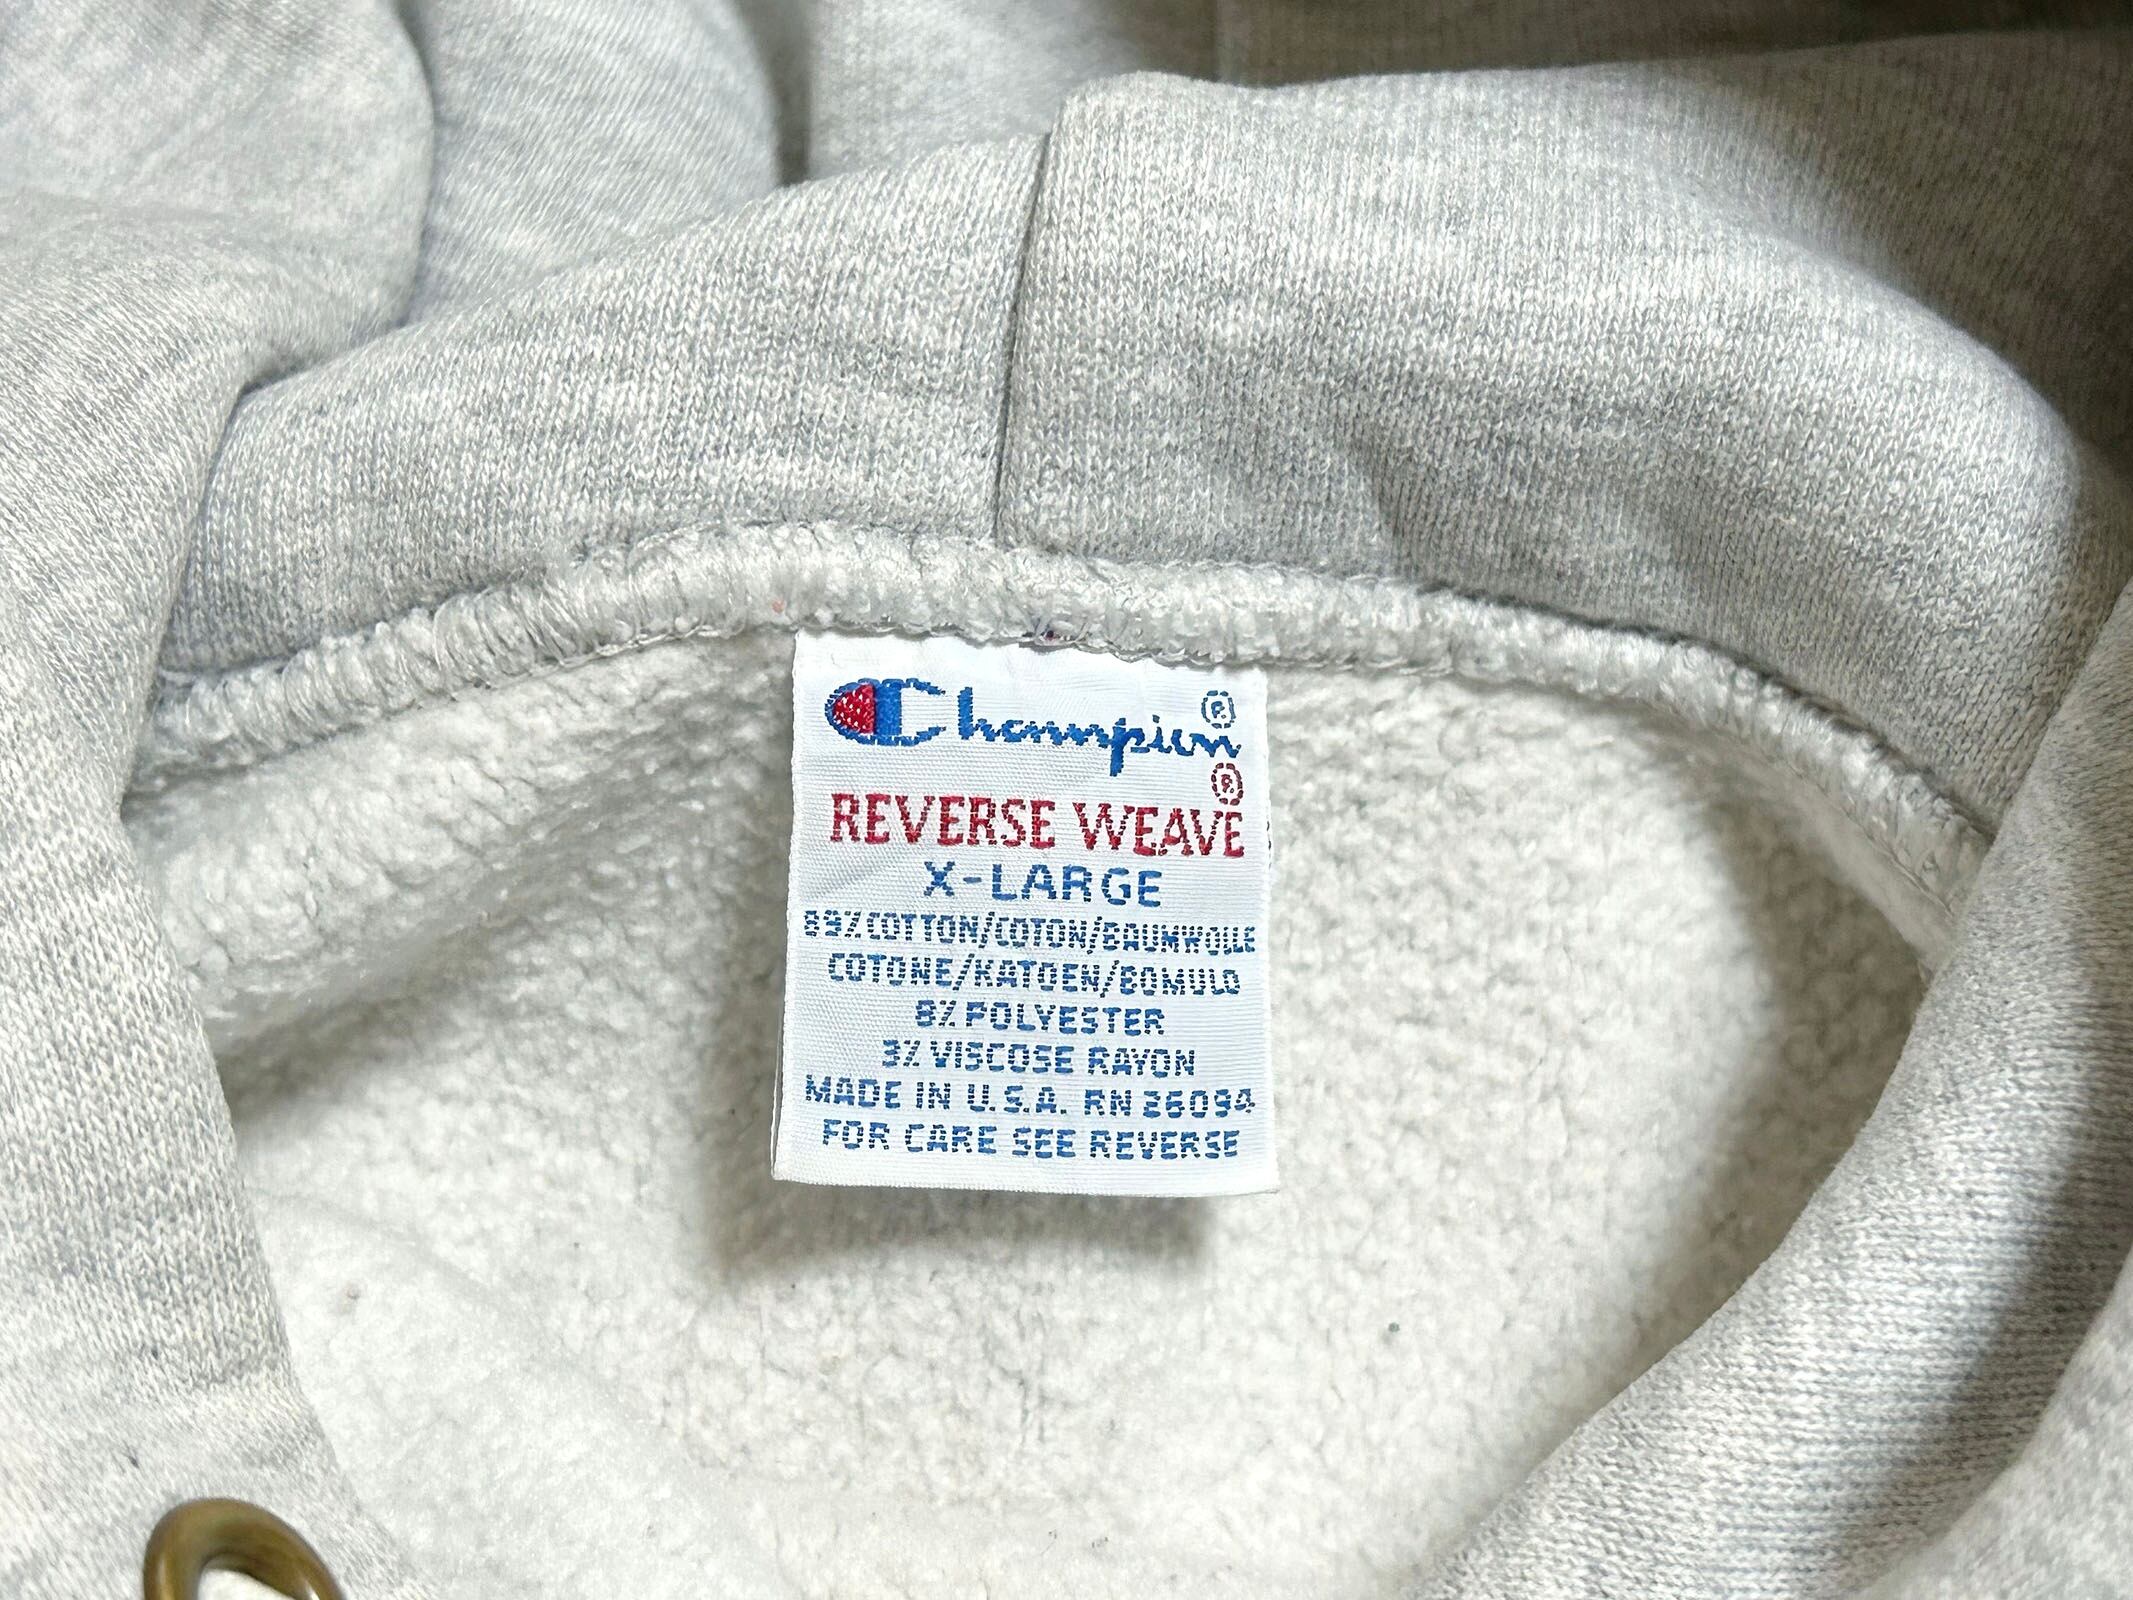 Champion®
REVERSE WEAVE®
X-LARGE
89% COTTON/COTON/BAUMWOLLE
COTONE/KATOEN/BOMULD
8% POLYESTER
3% VISCOSE RAYON
MADE IN U.S.A. RN 26094
FOR CARE SEE REVERSE